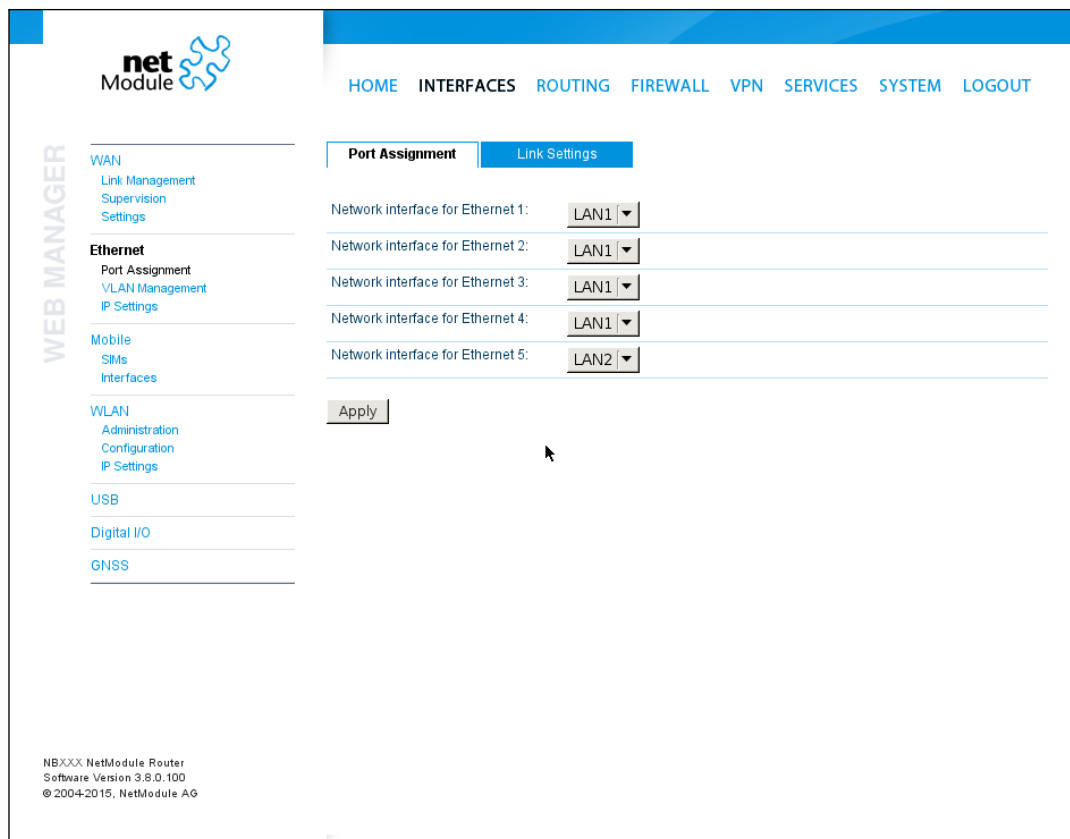 net
Module
HOME INTERFACES ROUTING FIREWALL VPN SERVICES SYSTEM LOGOUT
WEB MANAGER
WAN
Link Management
Supervision
Settings
Ethernet
Port Assignment
VLAN Management
IP Settings
Mobile
SIMs
Interfaces
WLAN
Administration
Configuration
IP Settings
USB
Digital I/O
GNSS
Port Assignment Link Settings
Network interface for Ethernet 1: LAN1
Network interface for Ethernet 2: LAN1
Network interface for Ethernet 3: LAN1
Network interface for Ethernet 4: LAN1
Network interface for Ethernet 5: LAN2
Apply
NBXXX NetModule Router
Software Version 3.8.0.100
© 2004-2015, NetModule AG